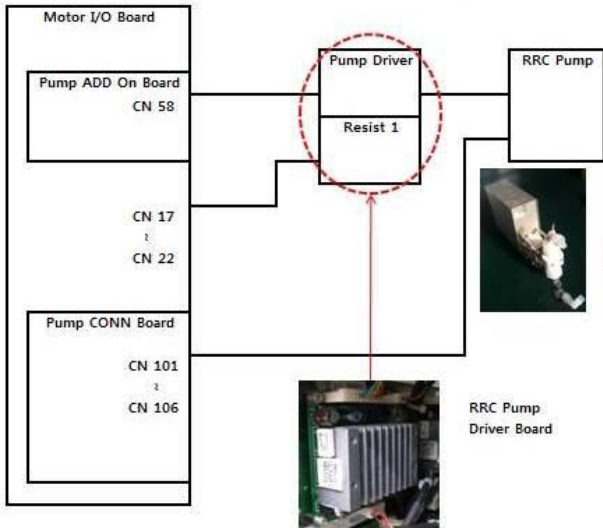 Motor I/O Board
Pump ADD On Board
CN 58
Pump Driver
Resist 1
RRC Pump
CN 17
~
CN 22
Pump CONN Board
CN 101
~
CN 106
RRC Pump
Driver Board